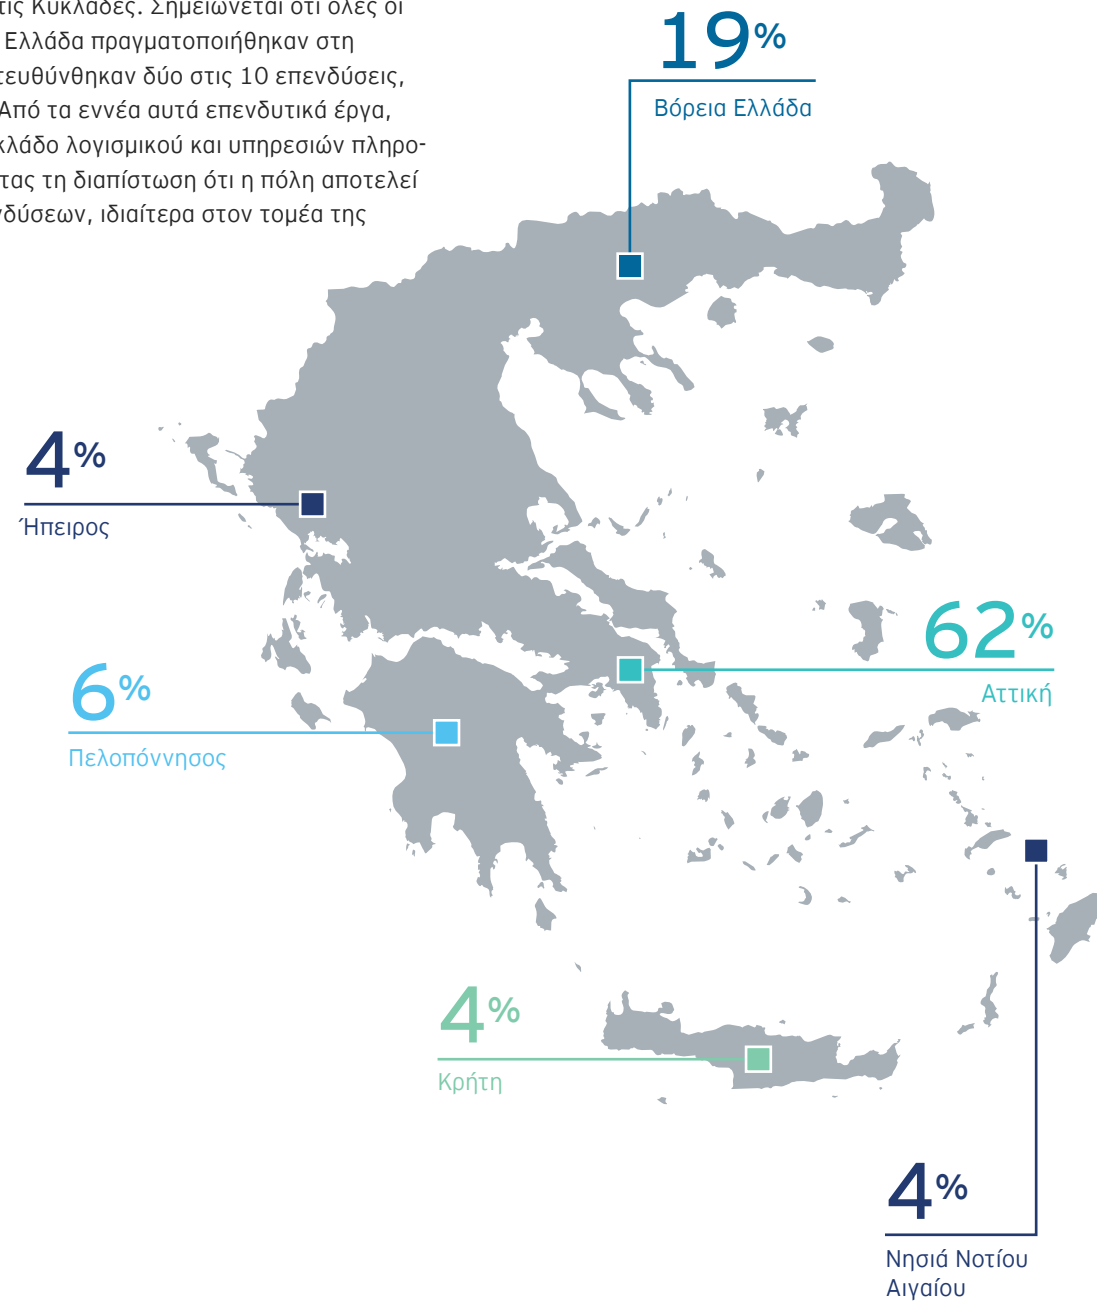 τις Κυκλάδες. Σημειώνεται ότι όλες οι
Ελλάδα πραγματοποιήθηκαν στη
τευθύνθηκαν δύο στις 10 επενδύσεις,
Από τα εννέα αυτά επενδυτικά έργα,
κλάδο λογισμικού και υπηρεσιών πληρο-
τας τη διαπίστωση ότι η πόλη αποτελεί
νδύσεων, ιδιαίτερα στον τομέα της
19%
Βόρεια Ελλάδα
4%
Ήπειρος
62%
Αττική
6%
Πελοπόννησος
4%
Κρήτη
4%
Νησιά Νοτίου
Αιγαίου